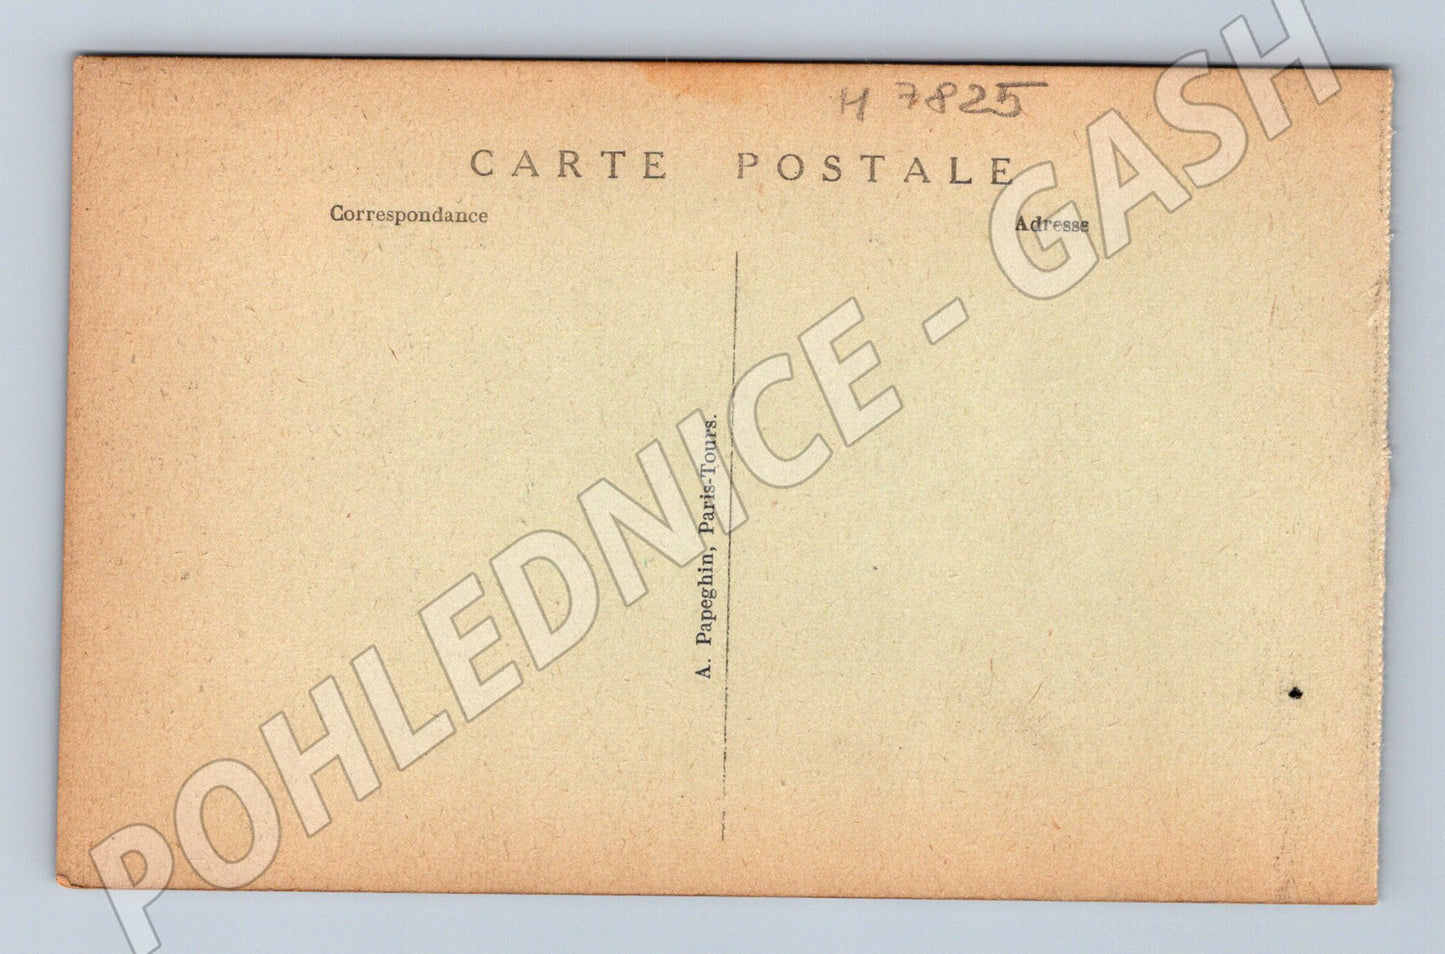 H 7825
CARTE POSTALE
Correspondance
Adresse
A. Papeghin, Paris-Tours.
POHLEDNICE - GASH